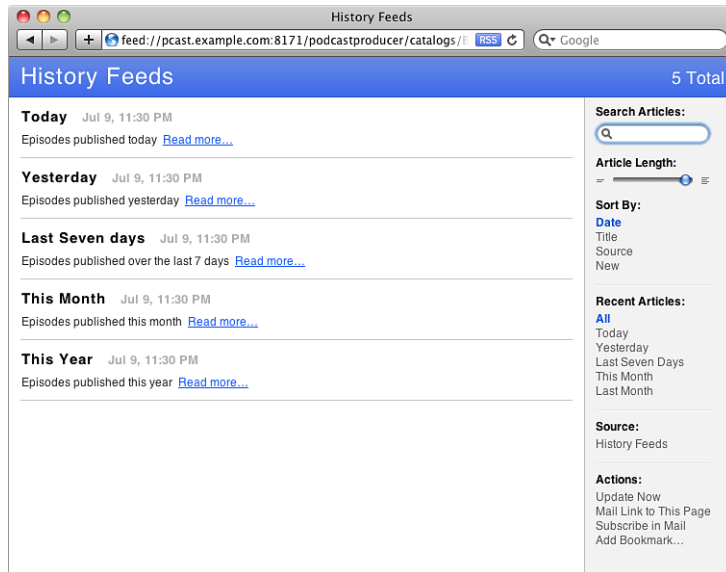 History Feeds
feed://pcast.example.com:8171/podcastproducer/catalogs/
RSS
Google
History Feeds
5 Total
Today Jul 9, 11:30 PM
Episodes published today Read more…
Yesterday Jul 9, 11:30 PM
Episodes published yesterday Read more…
Last Seven days Jul 9, 11:30 PM
Episodes published over the last 7 days Read more…
This Month Jul 9, 11:30 PM
Episodes published this month Read more…
This Year Jul 9, 11:30 PM
Episodes published this year Read more…
Search Articles:
Article Length:
Sort By:
Date
Title
Source
New
Recent Articles:
All
Today
Yesterday
Last Seven Days
This Month
Last Month
Source:
History Feeds
Actions:
Update Now
Mail Link to This Page
Subscribe in Mail
Add Bookmark…